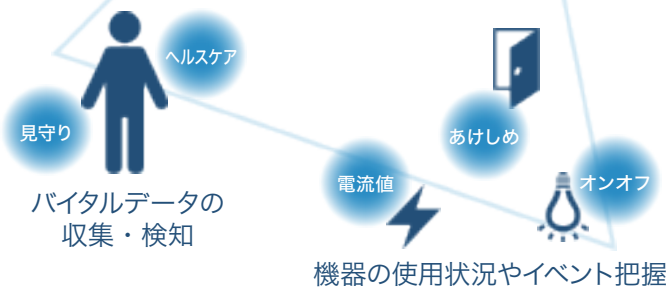 ヘルスケア
見守り
バイタルデータの
収集・検知
あけしめ
電流値
オンオフ
機器の使用状況やイベント把握